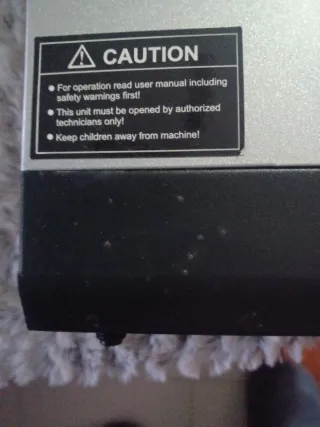 CAUTION
● For operation read user manual including
safety warnings first!
● This unit must be opened by authorized
technicians only!
● Keep children away from machine!